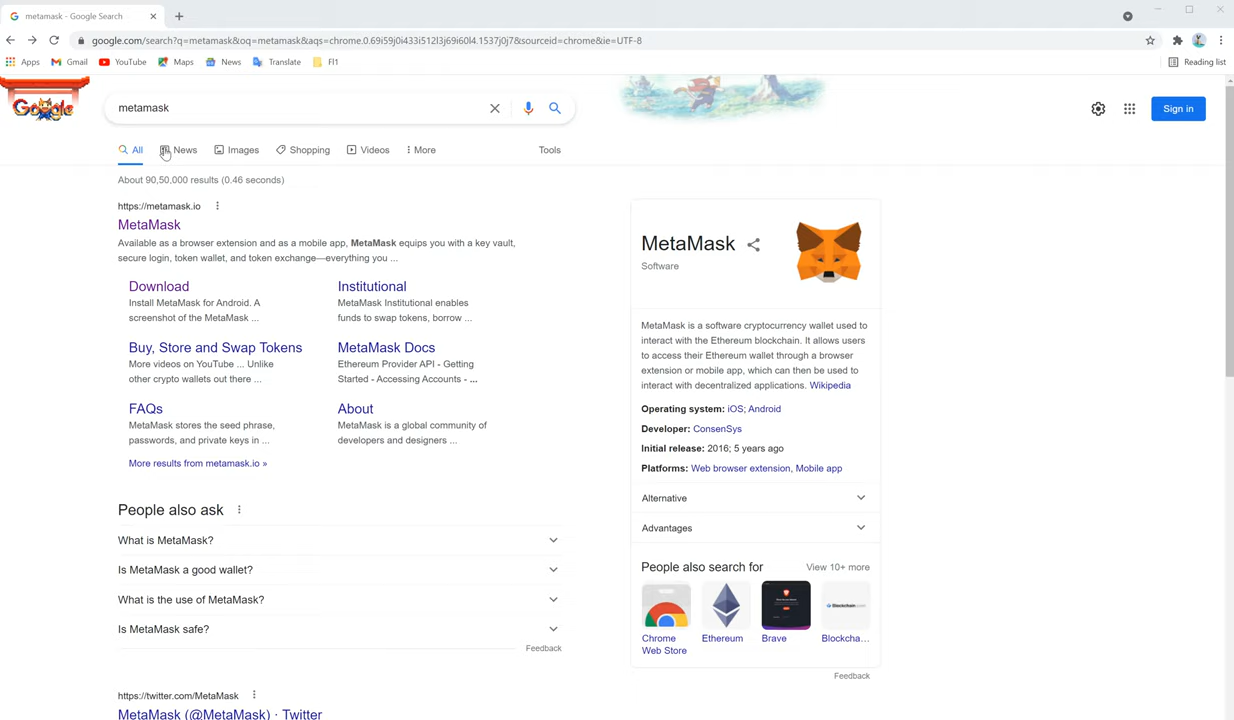 metamask - Google Search
google.com/search?q=metamask&oq=metamask&aqs=chrome.0.69i59j0i433i512l3j69i60l4.1537j0j7&sourceid=chrome&ie=UTF-8
Apps Gmail YouTube Maps News Translate FI1 Reading list
Google
metamask
Sign in
All News Images Shopping Videos More Tools
About 90,50,000 results (0.46 seconds)
https://metamask.io
MetaMask
Available as a browser extension and as a mobile app, MetaMask equips you with a key vault,
secure login, token wallet, and token exchange—everything you ...
Download
Install MetaMask for Android. A
screenshot of the MetaMask ...
Institutional
MetaMask Institutional enables
funds to swap tokens, borrow ...
Buy, Store and Swap Tokens
More videos on YouTube ... Unlike
other crypto wallets out there ...
MetaMask Docs
Ethereum Provider API - Getting
Started - Accessing Accounts - ...
FAQs
MetaMask stores the seed phrase,
passwords, and private keys in ...
About
MetaMask is a global community of
developers and designers ...
More results from metamask.io »
People also ask
What is MetaMask?
Is MetaMask a good wallet?
What is the use of MetaMask?
Is MetaMask safe?
Feedback
https://twitter.com/MetaMask
MetaMask (@MetaMask) · Twitter
MetaMask
Software
MetaMask is a software cryptocurrency wallet used to
interact with the Ethereum blockchain. It allows users
to access their Ethereum wallet through a browser
extension or mobile app, which can then be used to
interact with decentralized applications. Wikipedia
Operating system: iOS; Android
Developer: ConsenSys
Initial release: 2016; 5 years ago
Platforms: Web browser extension, Mobile app
Alternative
Advantages
People also search for View 10+ more
Blockchain.com
Chrome
Web Store
Ethereum
Brave
Blockcha...
Feedback